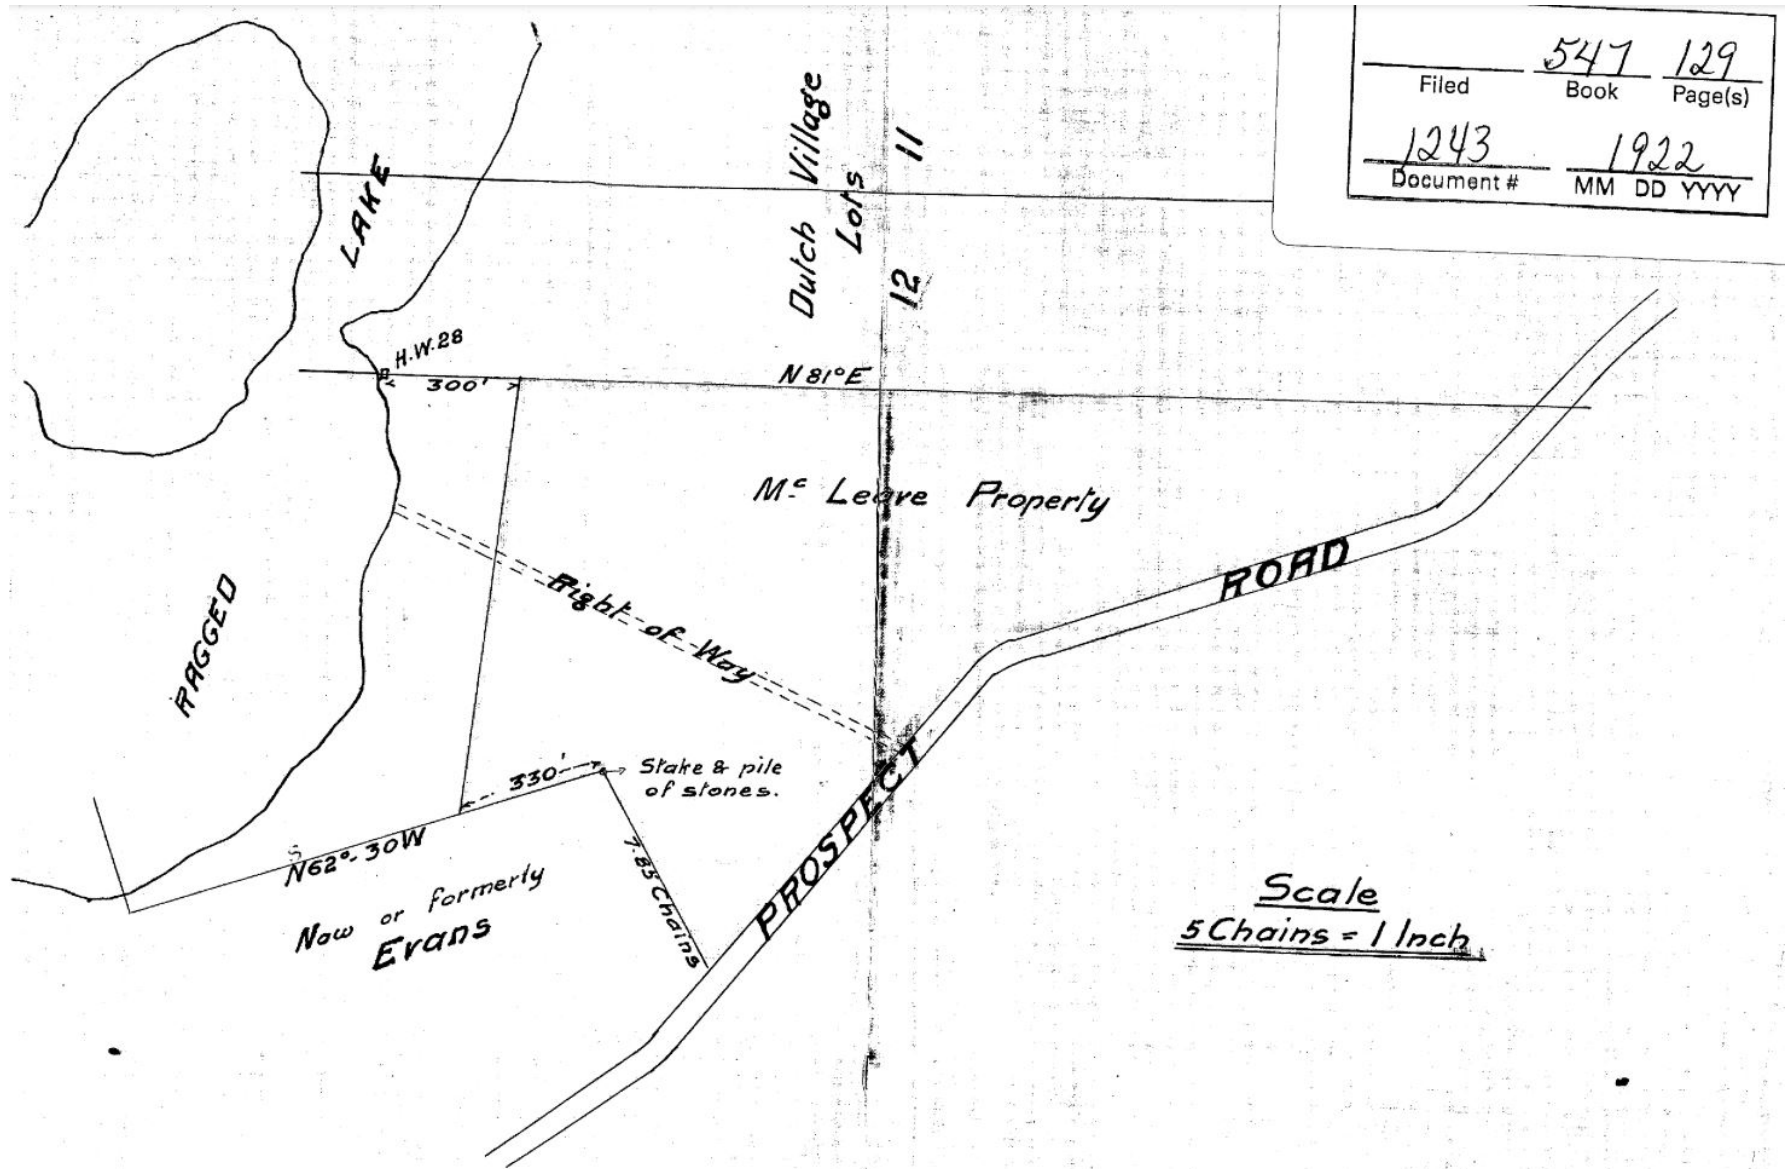 547 129
Filed Book Page(s)
1243 1922
Document # MM DD YYYY
Dutch Village
Lots
11
12
LAKE
H.W.28
300'
N 81° E
Mc Leave Property
ROAD
Right of Way
RAGGED
330'
Stake & pile
of stones.
S
N62°-30W
7.85 Chains
Now or formerly
Evans
PROSPECT
Scale
5 Chains = 1 Inch